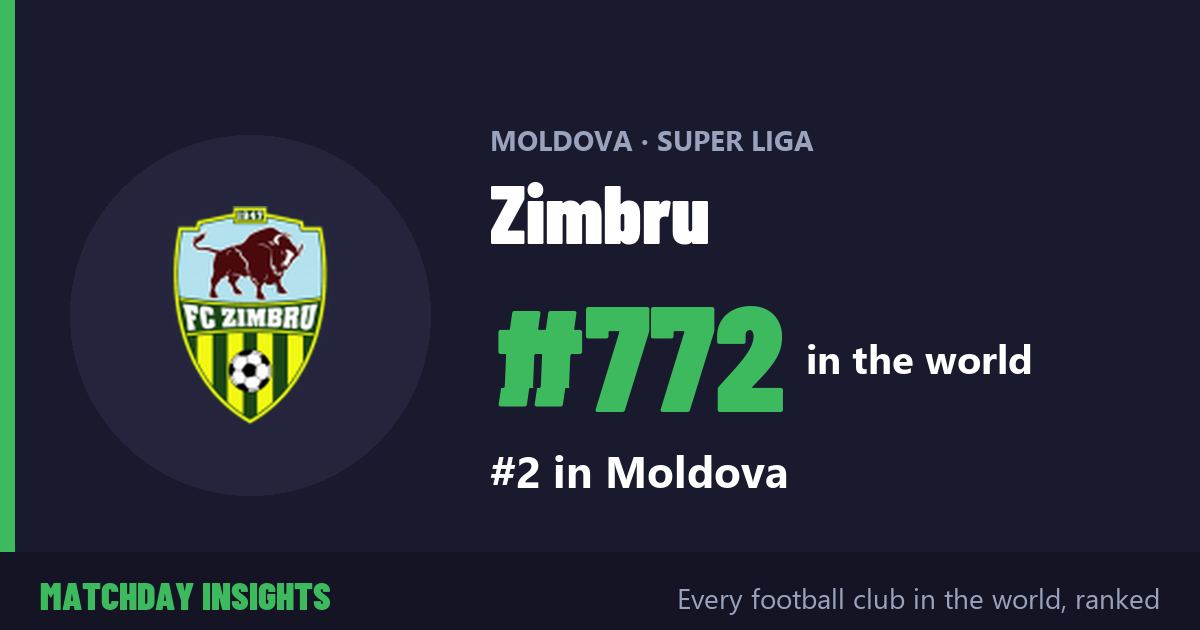 MOLDOVA · SUPER LIGA
Zimbru
1947
FC ZIMBRU
#772 in the world
#2 in Moldova
MATCHDAY INSIGHTS
Every football club in the world, ranked